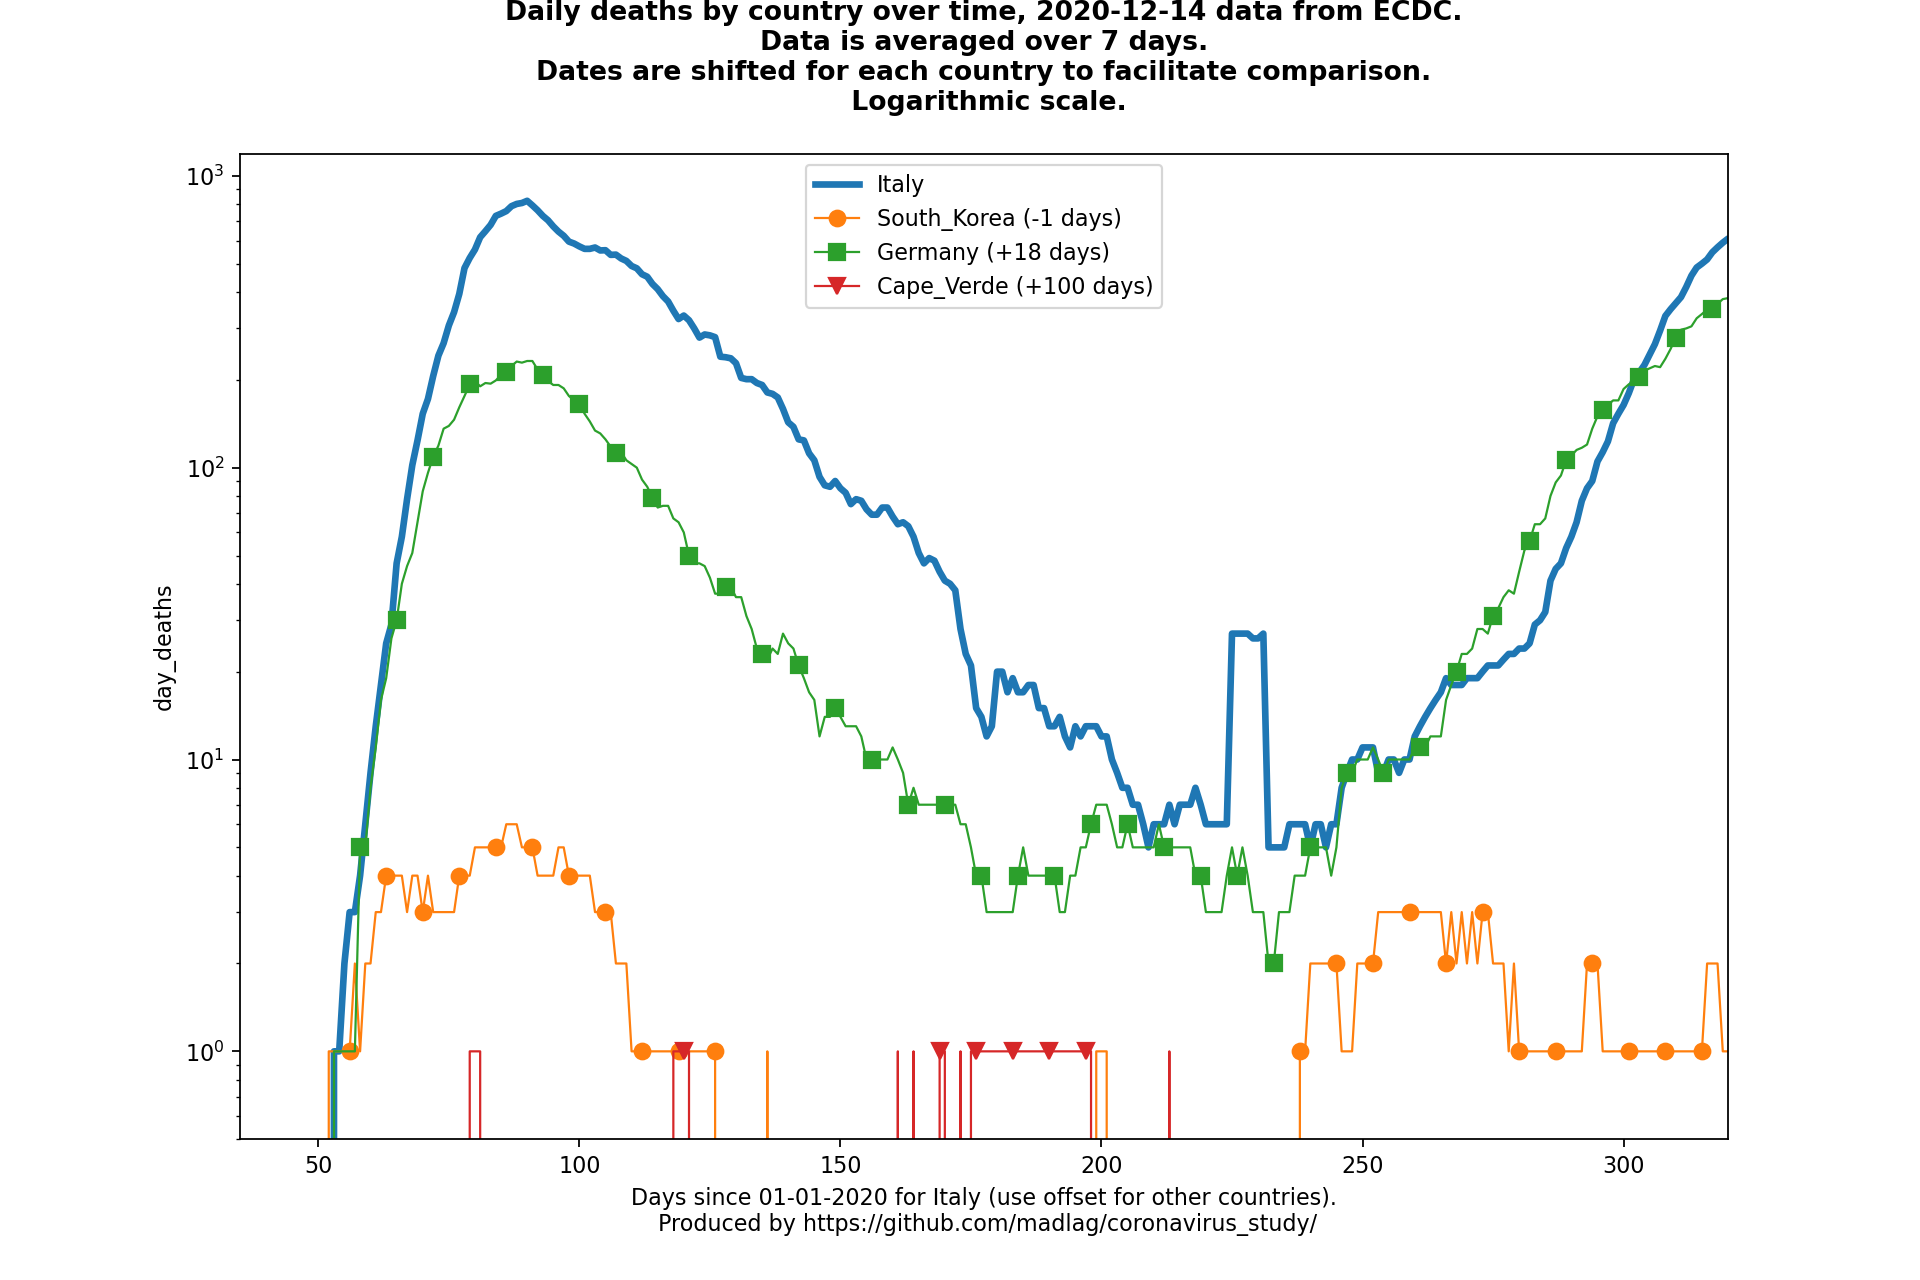 Daily deaths by country over time, 2020-12-14 data from ECDC.
Data is averaged over 7 days.
Dates are shifted for each country to facilitate comparison.
Logarithmic scale.
Italy
South_Korea (-1 days)
Germany (+18 days)
Cape_Verde (+100 days)
day_deaths
10³
10²
10¹
10⁰
50 100 150 200 250 300
Days since 01-01-2020 for Italy (use offset for other countries).
Produced by https://github.com/madlag/coronavirus_study/